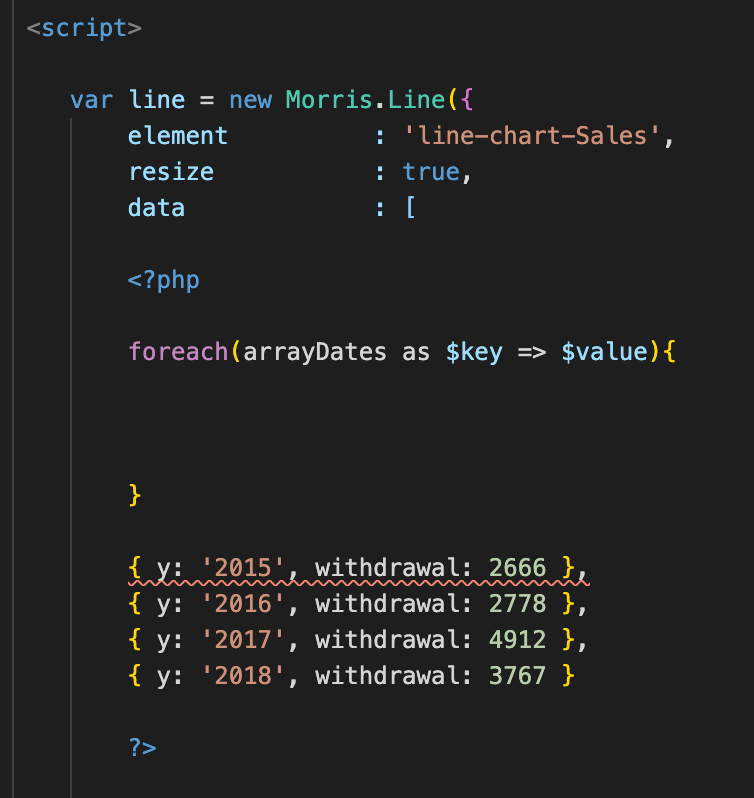 <script>
var line = new Morris.Line({
element : 'line-chart-Sales',
resize : true,
data : [
<?php
foreach(arrayDates as $key => $value){
}
{ y: '2015', withdrawal: 2666 },
{ y: '2016', withdrawal: 2778 },
{ y: '2017', withdrawal: 4912 },
{ y: '2018', withdrawal: 3767 }
?>